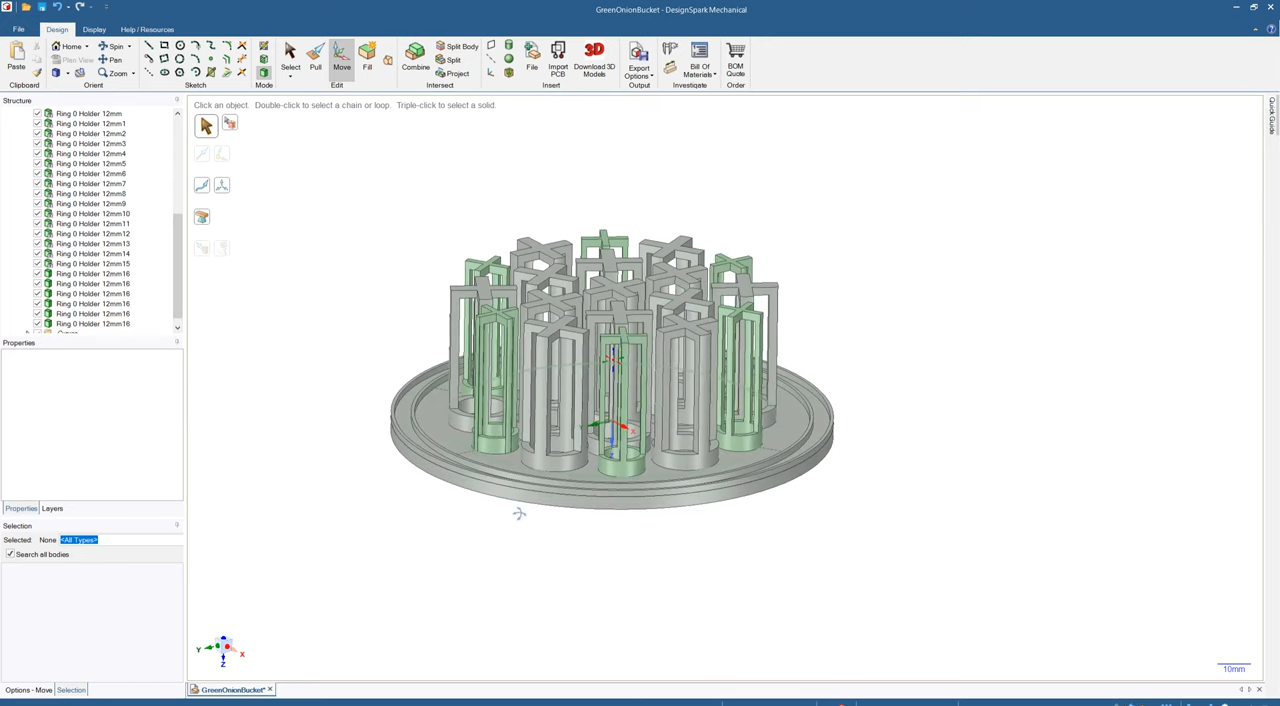 GreenOnionBucket - DesignSpark Mechanical
File Design Display Help / Resources
Paste Home Plan View Spin Pan Zoom Select Pull Move Fill Combine Split Body Split Project File Import PCB Download 3D Models Export Options Bill Of Materials BOM Quote
3D
Clipboard Orient Sketch Mode Edit Intersect Insert Output Investigate Order
Structure
Click an object. Double-click to select a chain or loop. Triple-click to select a solid.
Quick Guide
Ring 0 Holder 12mm
Ring 0 Holder 12mm1
Ring 0 Holder 12mm2
Ring 0 Holder 12mm3
Ring 0 Holder 12mm4
Ring 0 Holder 12mm5
Ring 0 Holder 12mm6
Ring 0 Holder 12mm7
Ring 0 Holder 12mm8
Ring 0 Holder 12mm9
Ring 0 Holder 12mm10
Ring 0 Holder 12mm11
Ring 0 Holder 12mm12
Ring 0 Holder 12mm13
Ring 0 Holder 12mm14
Ring 0 Holder 12mm15
Ring 0 Holder 12mm16
Ring 0 Holder 12mm16
Ring 0 Holder 12mm16
Ring 0 Holder 12mm16
Ring 0 Holder 12mm16
Ring 0 Holder 12mm16
Properties
X
Z
Properties Layers
Selection
Selected: None <All Types>
Search all bodies
Y
X
Z
10mm
Options - Move Selection
GreenOnionBucket*